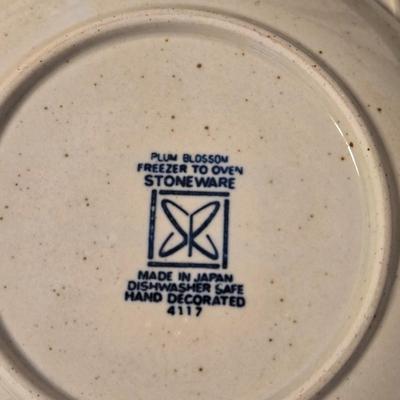 PLUM BLOSSOM
FREEZER TO OVEN
STONEWARE
MADE IN JAPAN
DISHWASHER SAFE
HAND DECORATED
4117